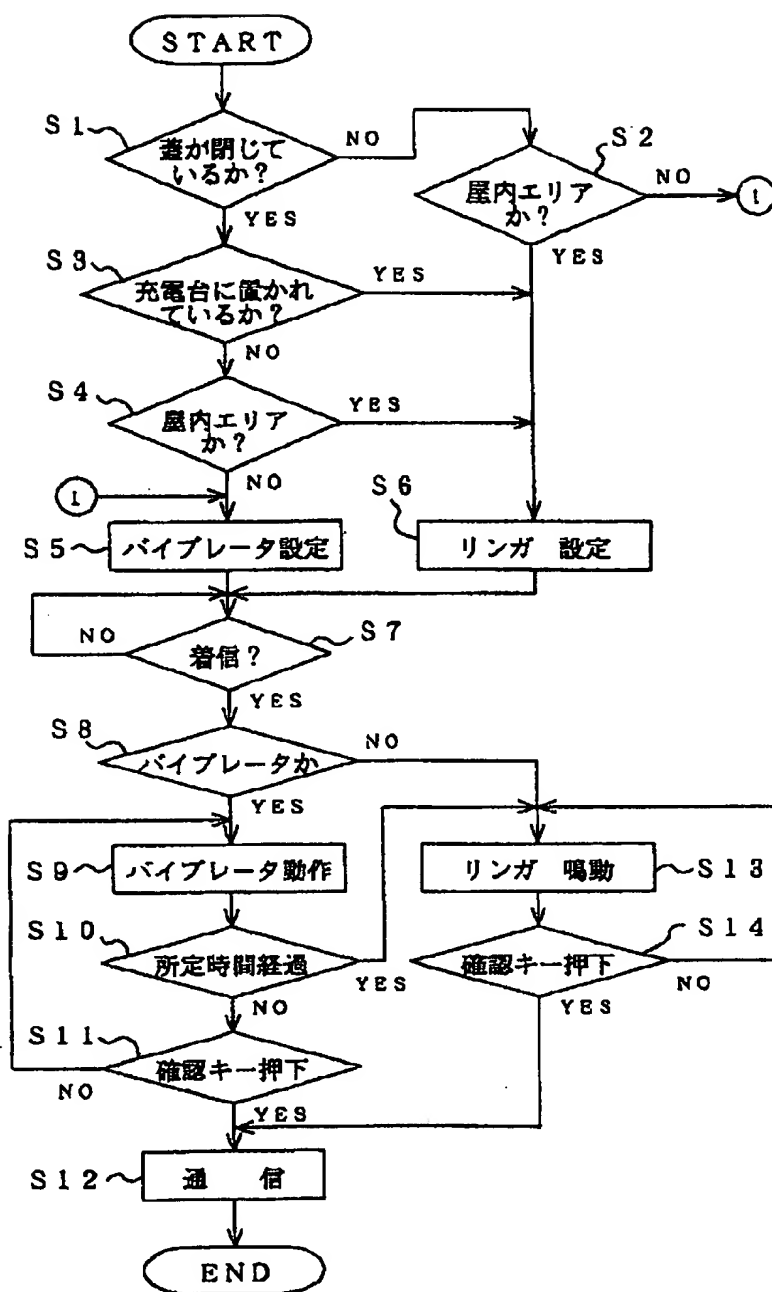 START
S1
蓋が閉じて
いるか?
NO
YES
S2
屋内エリア
か?
NO
1
YES
S3
充電台に置かれ
ているか?
YES
NO
S4
屋内エリア
か?
YES
NO
1
S5
バイブレータ設定
S6
リンガ 設定
S7
着信?
NO
YES
S8
バイブレータか
NO
YES
S9
バイブレータ動作
リンガ 鳴動
S13
S10
所定時間経過
YES
NO
S14
確認キー押下
NO
YES
S11
確認キー押下
NO
YES
S12
通 信
END